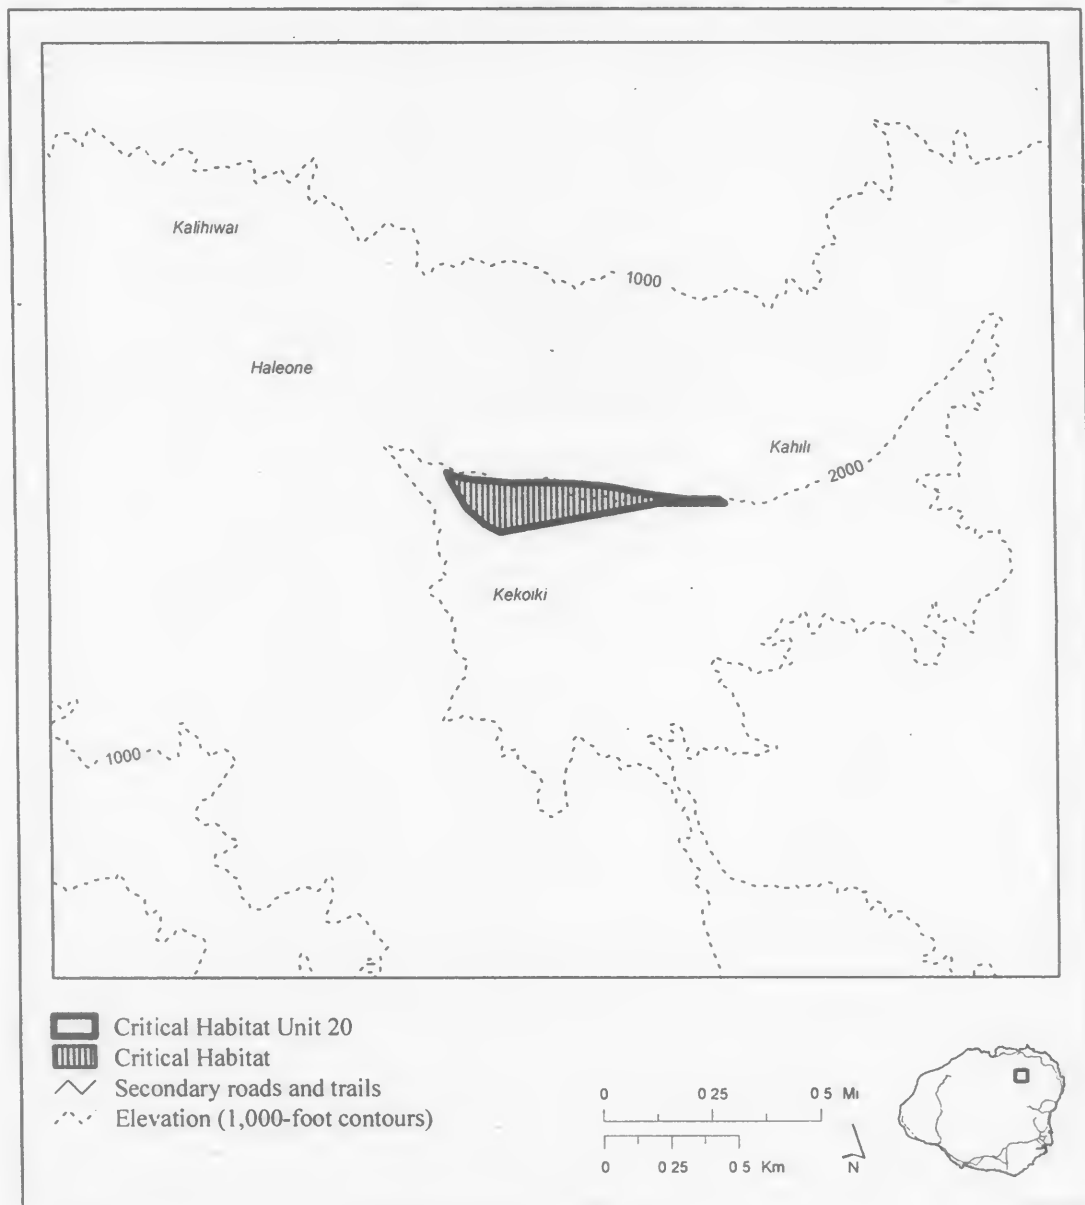 Kalihiwai
1000
Haleone
Kahili
2000
Kekoiki
1000
Critical Habitat Unit 20
Critical Habitat
Secondary roads and trails
Elevation (1,000-foot contours)
0 0 25 0 5 Mi
0 0 25 0 5 Km
N